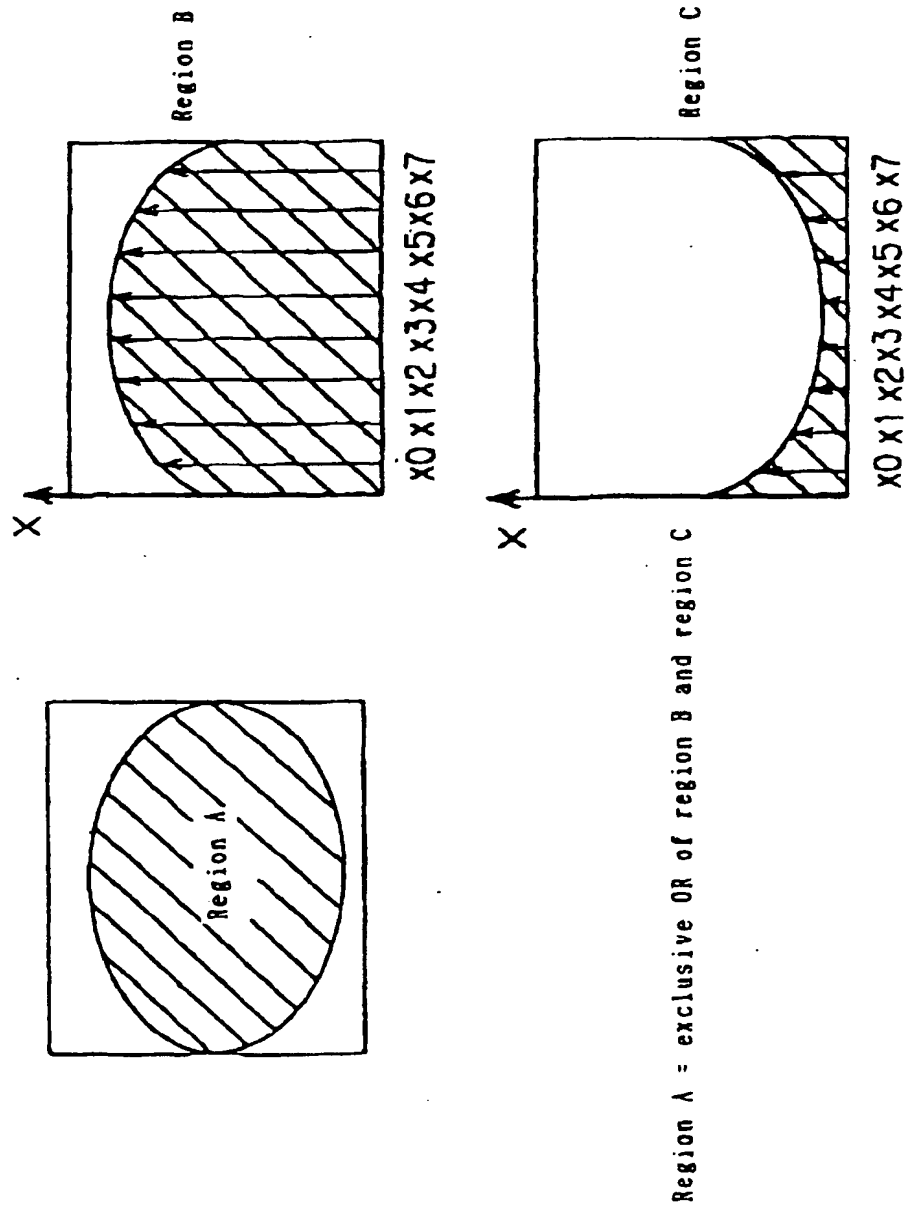 Region A
X
x0 x1 x2 x3 x4 x5 x6 x7
Region B
X
x0 x1 x2 x3 x4 x5 x6 x7
Region C
Region A = exclusive OR of region B and region C